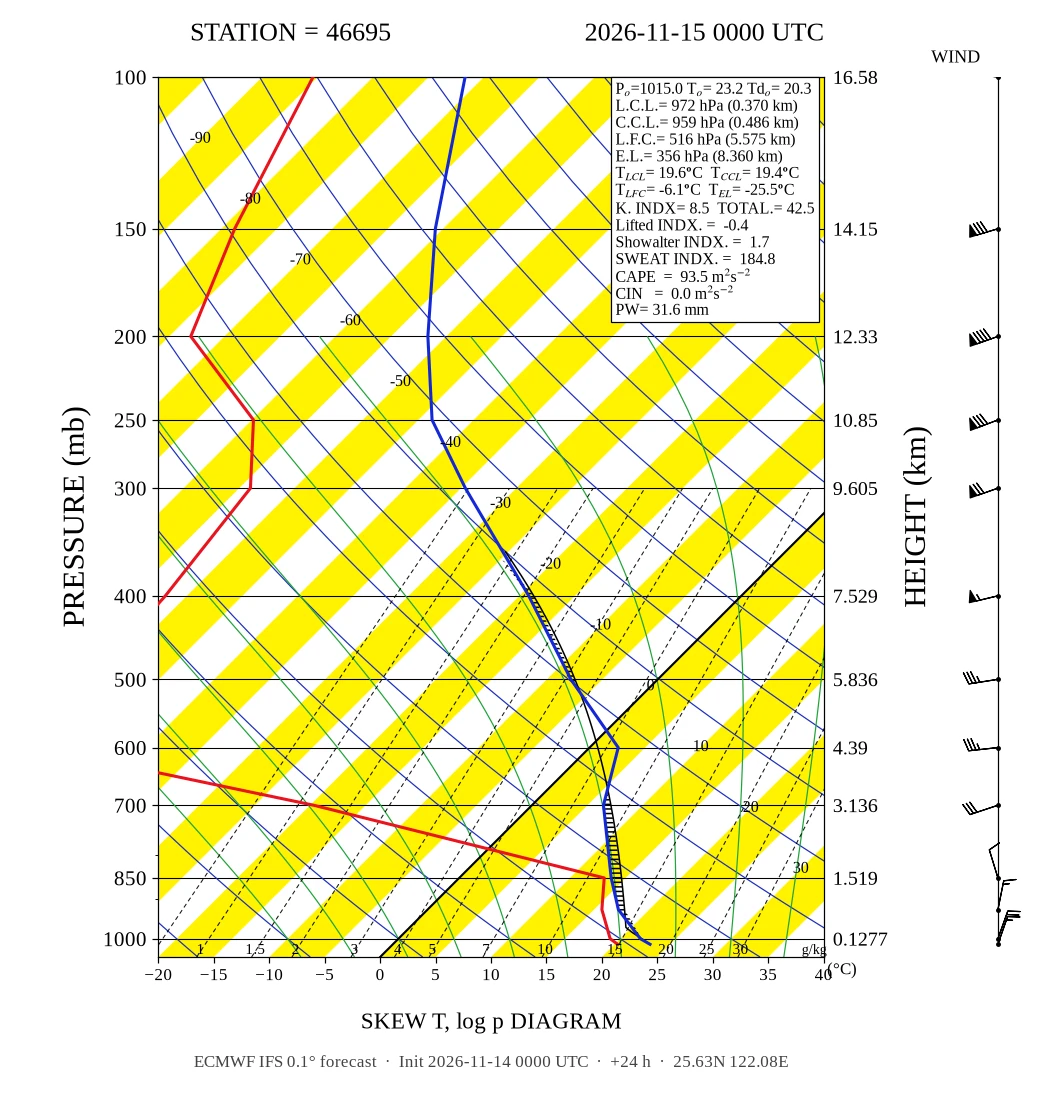 STATION = 46695
2026-11-15 0000 UTC
WIND
P_o=1015.0 T_o= 23.2 Td_o= 20.3
L.C.L.= 972 hPa (0.370 km)
C.C.L.= 959 hPa (0.486 km)
L.F.C.= 516 hPa (5.575 km)
E.L.= 356 hPa (8.360 km)
T_LCL= 19.6°C T_CCL= 19.4°C
T_LFC= -6.1°C T_EL= -25.5°C
K. INDX= 8.5 TOTAL.= 42.5
Lifted INDX. = -0.4
Showalter INDX. = 1.7
SWEAT INDX. = 184.8
CAPE = 93.5 m²s⁻²
CIN = 0.0 m²s⁻²
PW= 31.6 mm
100
150
200
250
300
400
500
600
700
850
1000
PRESSURE (mb)
16.58
14.15
12.33
10.85
9.605
7.529
5.836
4.39
3.136
1.519
0.1277
HEIGHT (km)
-90
-80
-70
-60
-50
-40
-30
-20
-10
0
10
20
30
1 1.5 2 3 4 5 7 10 15 20 25 30 g/kg
−20 −15 −10 −5 0 5 10 15 20 25 30 35 40 (°C)
SKEW T, log p DIAGRAM
ECMWF IFS 0.1° forecast · Init 2026-11-14 0000 UTC · +24 h · 25.63N 122.08E